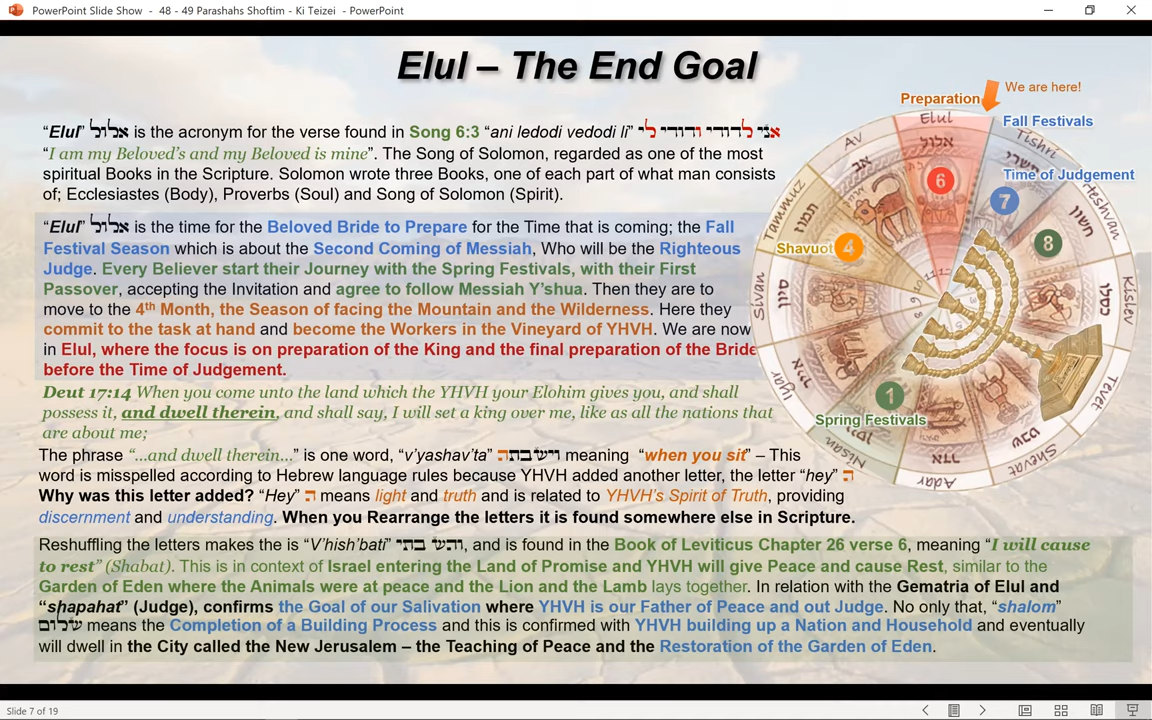 PowerPoint Slide Show - 48 - 49 Parashahs Shoftim - Ki Teizei - PowerPoint
Elul – The End Goal
We are here!
Preparation
Fall Festivals
Time of Judgement
“Elul” אלול is the acronym for the verse found in Song 6:3 “ani ledodi vedodi li” אני לדודי ודודי לי
“I am my Beloved’s and my Beloved is mine”. The Song of Solomon, regarded as one of the most
spiritual Books in the Scripture. Solomon wrote three Books, one of each part of what man consists
of; Ecclesiastes (Body), Proverbs (Soul) and Song of Solomon (Spirit).
“Elul” אלול is the time for the Beloved Bride to Prepare for the Time that is coming; the Fall
Festival Season which is about the Second Coming of Messiah, Who will be the Righteous
Judge. Every Believer start their Journey with the Spring Festivals, with their First
Passover, accepting the Invitation and agree to follow Messiah Y’shua. Then they are to
move to the 4th Month, the Season of facing the Mountain and the Wilderness. Here they
commit to the task at hand and become the Workers in the Vineyard of YHVH. We are now
in Elul, where the focus is on preparation of the King and the final preparation of the Bride
before the Time of Judgement.
Deut 17:14 When you come unto the land which the YHVH your Elohim gives you, and shall
possess it, and dwell therein, and shall say, I will set a king over me, like as all the nations that
are about me;
The phrase “...and dwell therein...” is one word, “v’yashav’ta” וישבתה meaning “when you sit” – This
word is misspelled according to Hebrew language rules because YHVH added another letter, the letter “hey” ה
Why was this letter added? “Hey” ה means light and truth and is related to YHVH’s Spirit of Truth, providing
discernment and understanding. When you Rearrange the letters it is found somewhere else in Scripture.
Reshuffling the letters makes the is “V’hish’bati” והש בתי, and is found in the Book of Leviticus Chapter 26 verse 6, meaning “I will cause
to rest” (Shabat). This is in context of Israel entering the Land of Promise and YHVH will give Peace and cause Rest, similar to the
Garden of Eden where the Animals were at peace and the Lion and the Lamb lays together. In relation with the Gematria of Elul and
“shapahat” (Judge), confirms the Goal of our Salivation where YHVH is our Father of Peace and out Judge. No only that, “shalom”
שלום means the Completion of a Building Process and this is confirmed with YHVH building up a Nation and Household and eventually
will dwell in the City called the New Jerusalem – the Teaching of Peace and the Restoration of the Garden of Eden.
Elul
אלול
6
Tishri
תשרי
7
Heshvan
חשון
8
Kislev
כסלו
Tevet
Shevat
שבט
Adar
אדר
Nisan
ניסן
1
Spring Festivals
Iyar
אייר
Sivan
סיון
Tammuz
תמוז
Shavuot
4
Av
אב
Slide 7 of 19